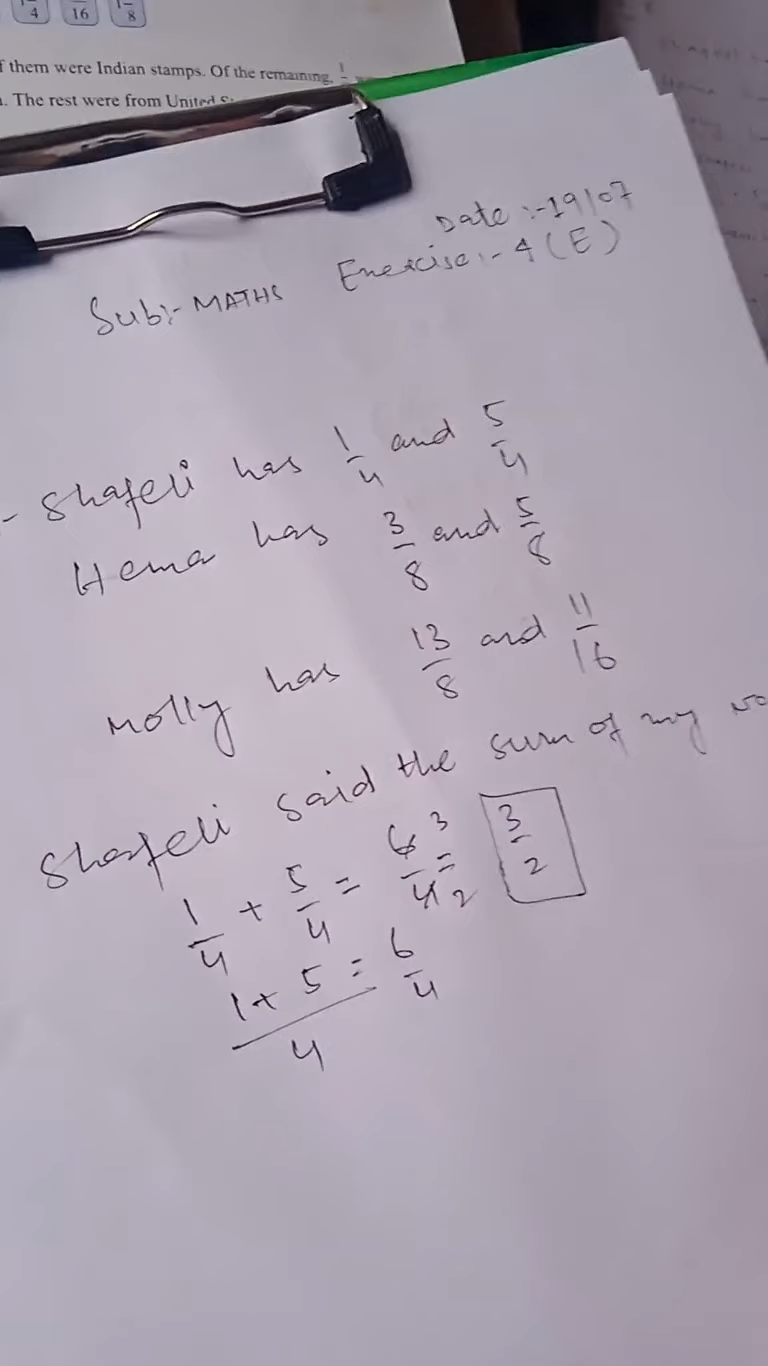 4 16 8
f them were Indian stamps. Of the remaining, 1
. The rest were from United
Date :- 19/07
Sub:- MATHS Exercise:- 4 (E)
- Shafeli has 1/4 and 5/4
Hema has 3/8 and 5/8
Molly has 13/8 and 11/16
Shafeli said the sum of my no
1/4 + 5/4 = 6/4 3/2 = 3/2
1+ 5/4 = 6/4